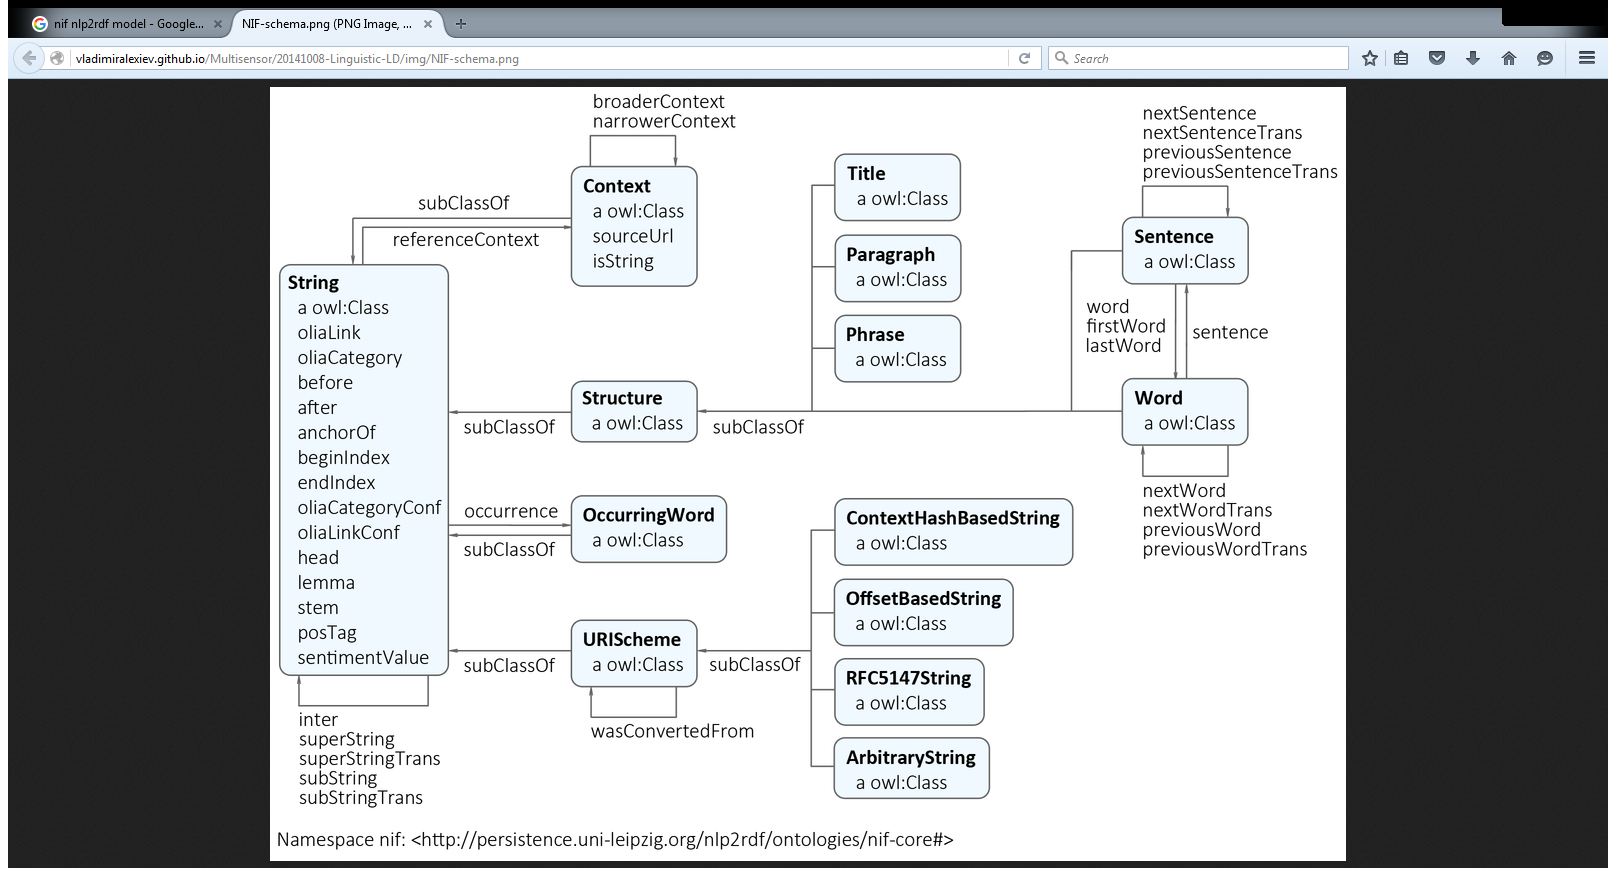 nif nlp2rdf model - Google...
NIF-schema.png (PNG Image, ...
vladimiralexiev.github.io/Multisensor/20141008-Linguistic-LD/img/NIF-schema.png
Search
broaderContext
narrowerContext
Context
a owl:Class
sourceUrl
isString
subClassOf
referenceContext
String
a owl:Class
oliaLink
oliaCategory
before
after
anchorOf
beginIndex
endIndex
oliaCategoryConf
oliaLinkConf
head
lemma
stem
posTag
sentimentValue
inter
superString
superStringTrans
subString
subStringTrans
Title
a owl:Class
Paragraph
a owl:Class
Phrase
a owl:Class
nextSentence
nextSentenceTrans
previousSentence
previousSentenceTrans
Sentence
a owl:Class
word
firstWord
lastWord
sentence
Word
a owl:Class
nextWord
nextWordTrans
previousWord
previousWordTrans
Structure
a owl:Class
subClassOf
subClassOf
occurrence
subClassOf
OccurringWord
a owl:Class
URIScheme
a owl:Class
subClassOf
subClassOf
wasConvertedFrom
ContextHashBasedString
a owl:Class
OffsetBasedString
a owl:Class
RFC5147String
a owl:Class
ArbitraryString
a owl:Class
Namespace nif: <http://persistence.uni-leipzig.org/nlp2rdf/ontologies/nif-core#>